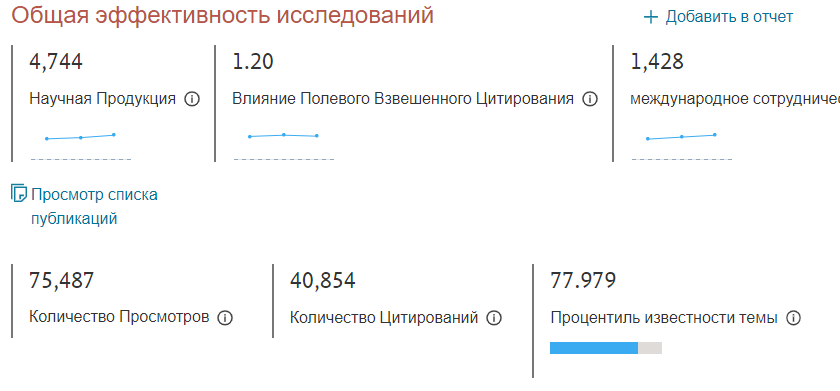 Общая эффективность исследований
Добавить в отчет
4,744
1.20
1,428
Научная Продукция
Влияние Полевого Взвешенного Цитирования
международное
Просмотр списка
публикаций
75,487
40,854
77.979
Количество Просмотров
Количество Цитирований
Процентиль известности темы